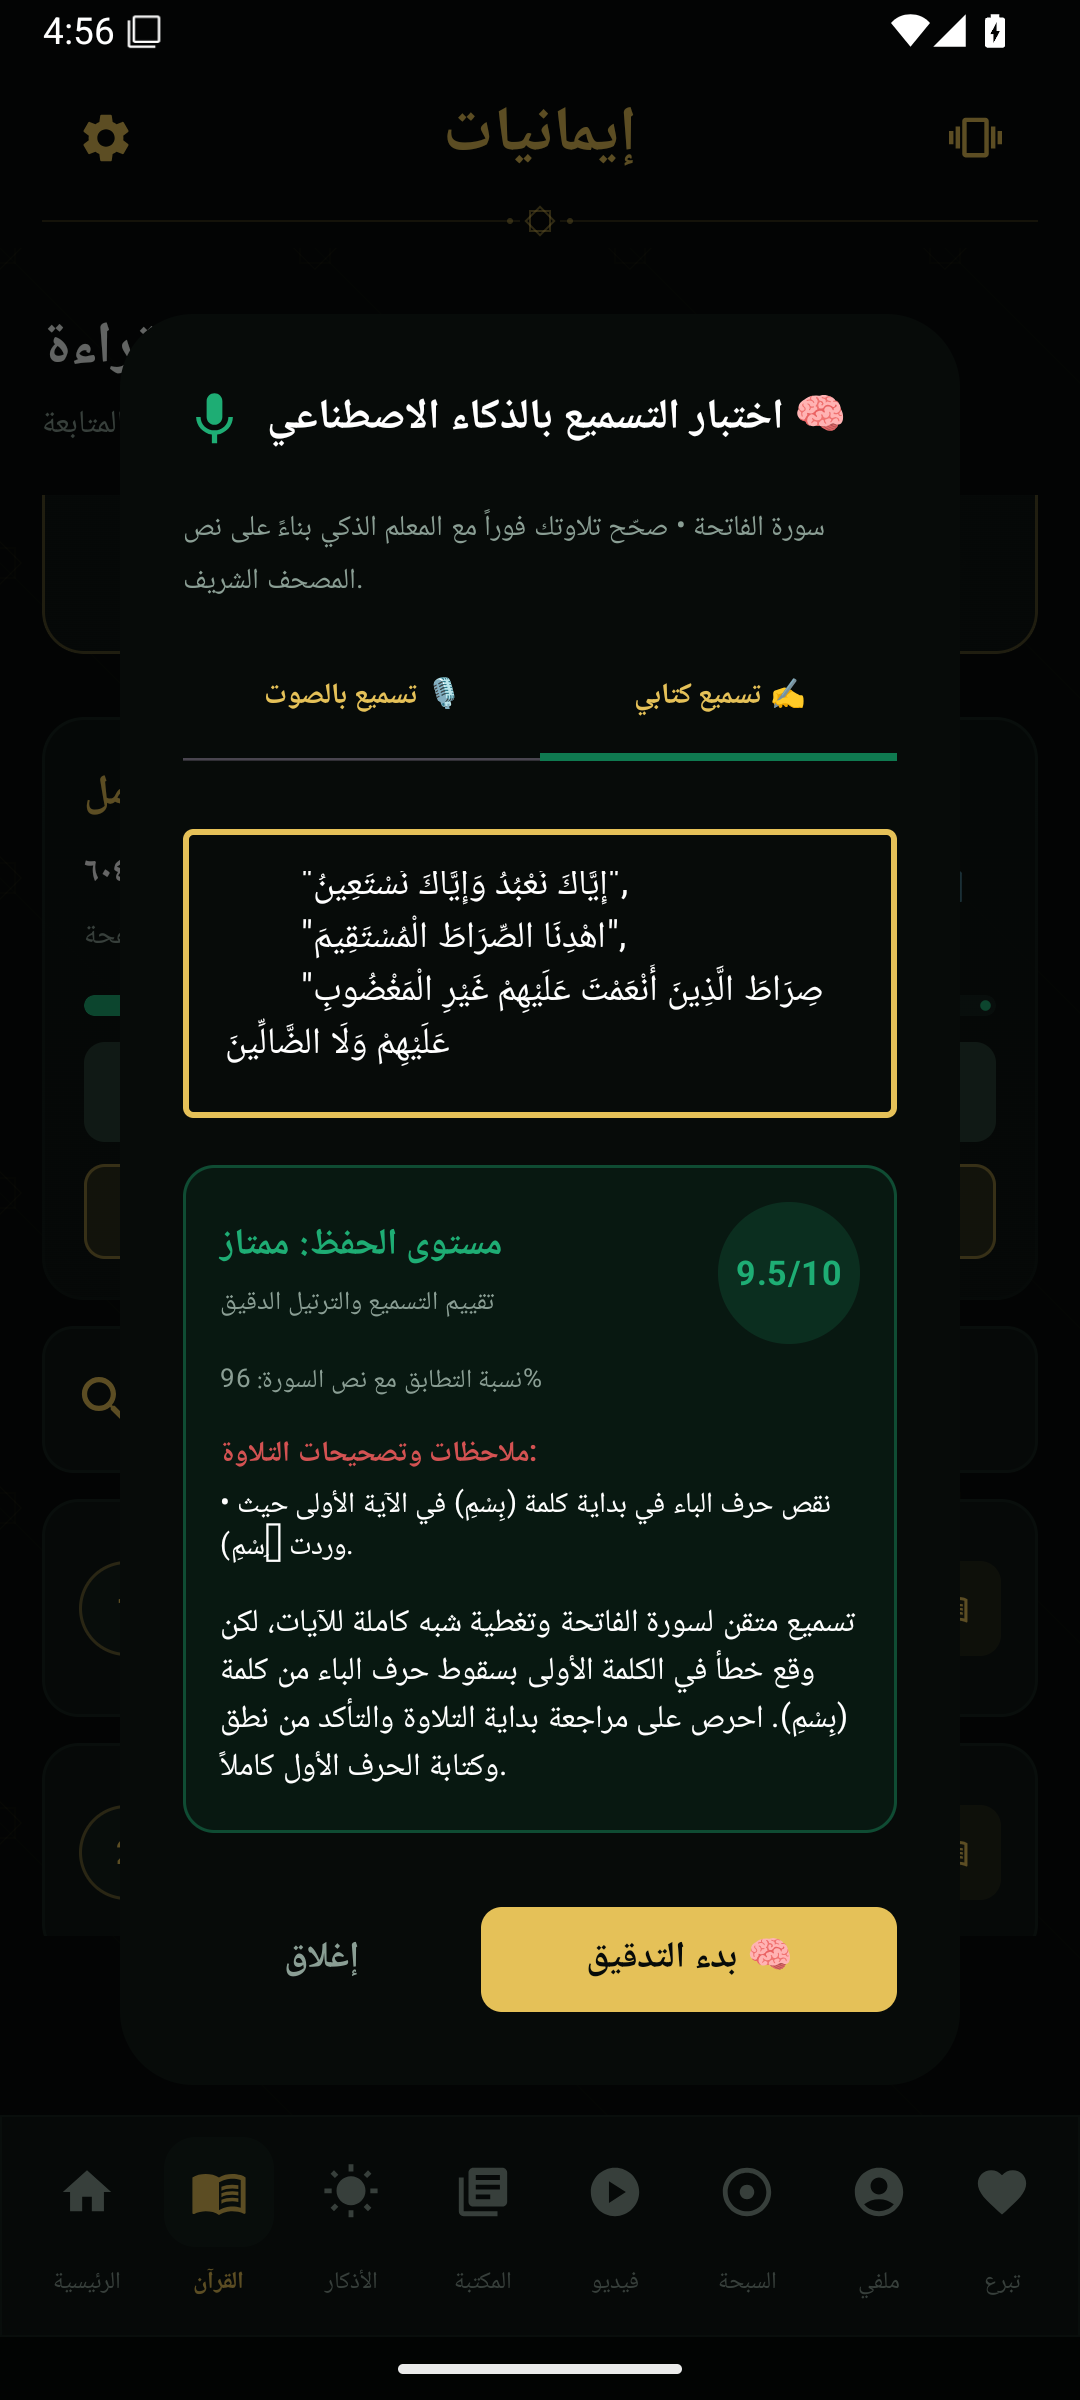 4:56
إيمانيات
المتابعة
🧠 اختبار التسميع بالذكاء الاصطناعي
سورة الفاتحة • صحّح تلاوتك فوراً مع المعلم الذكي بناءً على نص
المصحف الشريف.
🎙️ تسميع بالصوت
✍️ تسميع كتابي
"إِيَّاكَ نَعْبُدُ وَإِيَّاكَ نَسْتَعِينُ",
"اهْدِنَا الصِّرَاطَ الْمُسْتَقِيمَ",
"صِرَاطَ الَّذِينَ أَنْعَمْتَ عَلَيْهِمْ غَيْرِ الْمَغْضُوبِ
عَلَيْهِمْ وَلَا الضَّالِّينَ
مستوى الحفظ: ممتاز
9.5/10
تقييم التسميع والترتيل الدقيق
نسبة التطابق مع نص السورة: 96%
ملاحظات وتصحيحات التلاوة:
• نقص حرف الباء في بداية كلمة (بِسْمِ) في الآية الأولى حيث
وردت (ِسْمِ).
تسميع متقن لسورة الفاتحة وتغطية شبه كاملة للآيات، لكن
وقع خطأ في الكلمة الأولى بسقوط حرف الباء من كلمة
(بِسْمِ). احرص على مراجعة بداية التلاوة والتأكد من نطق
وكتابة الحرف الأول كاملاً.
إغلاق
🧠 بدء التدقيق
الرئيسية
القرآن
الأذكار
المكتبة
فيديو
السبحة
ملفي
تبرع